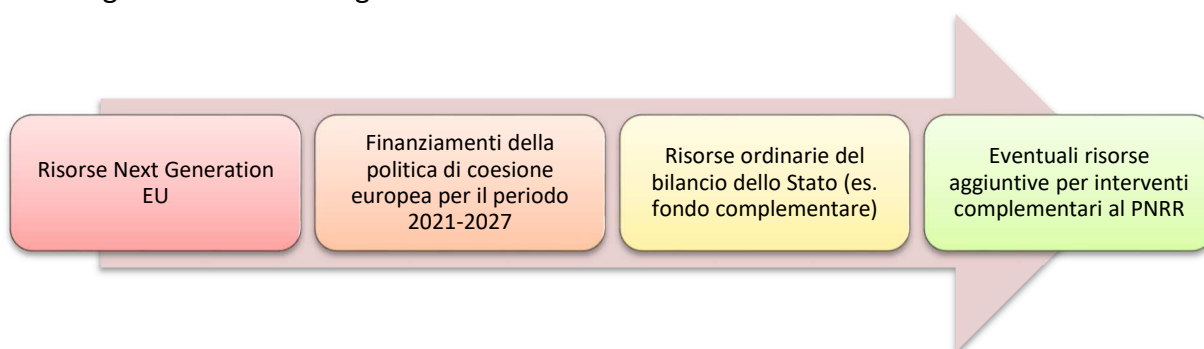 Risorse Next Generation
EU
Finanziamenti della
politica di coesione
europea per il periodo
2021-2027
Risorse ordinarie del
bilancio dello Stato (es.
fondo complementare)
Eventuali risorse
aggiuntive per interventi
complementari al PNRR